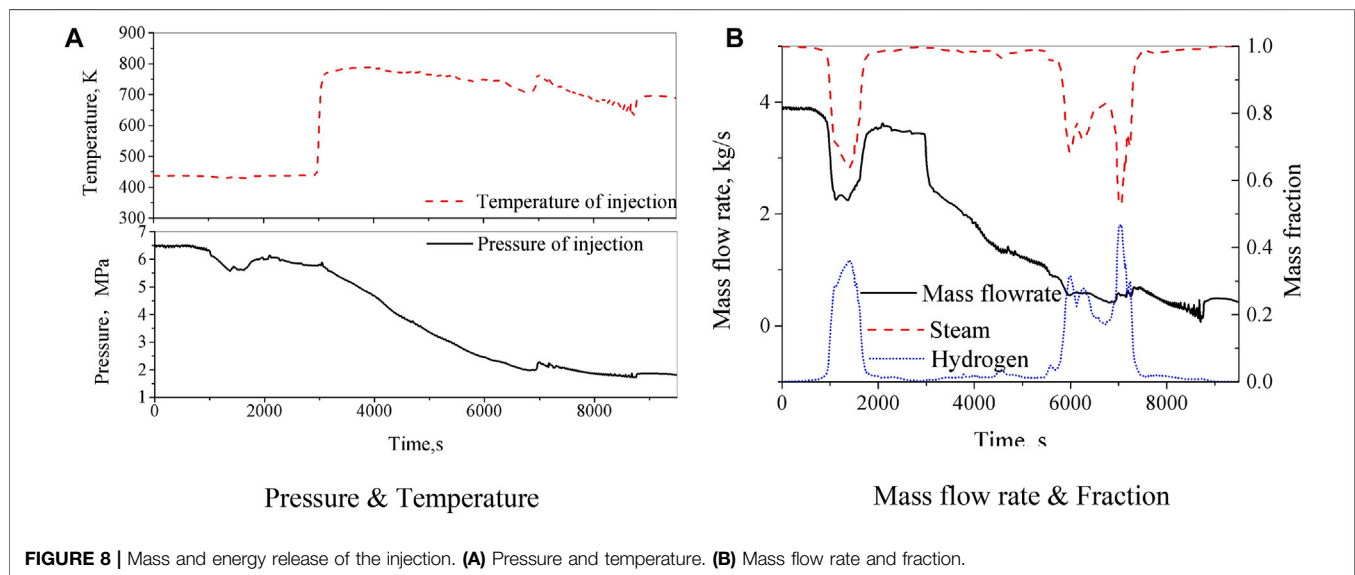 A
900
800
700
600
500
400
300
Temperature, K
Temperature of injection
7
6
5
4
3
2
1
Pressure, MPa
Pressure of injection
0 2000 4000 6000 8000
Time,s
Pressure & Temperature
B
4
2
0
Mass flow rate, kg/s
1.0
0.8
0.6
0.4
0.2
0.0
Mass fraction
Mass flowrate
Steam
Hydrogen
0 2000 4000 6000 8000
Time, s
Mass flow rate & Fraction
FIGURE 8 | Mass and energy release of the injection. (A) Pressure and temperature. (B) Mass flow rate and fraction.